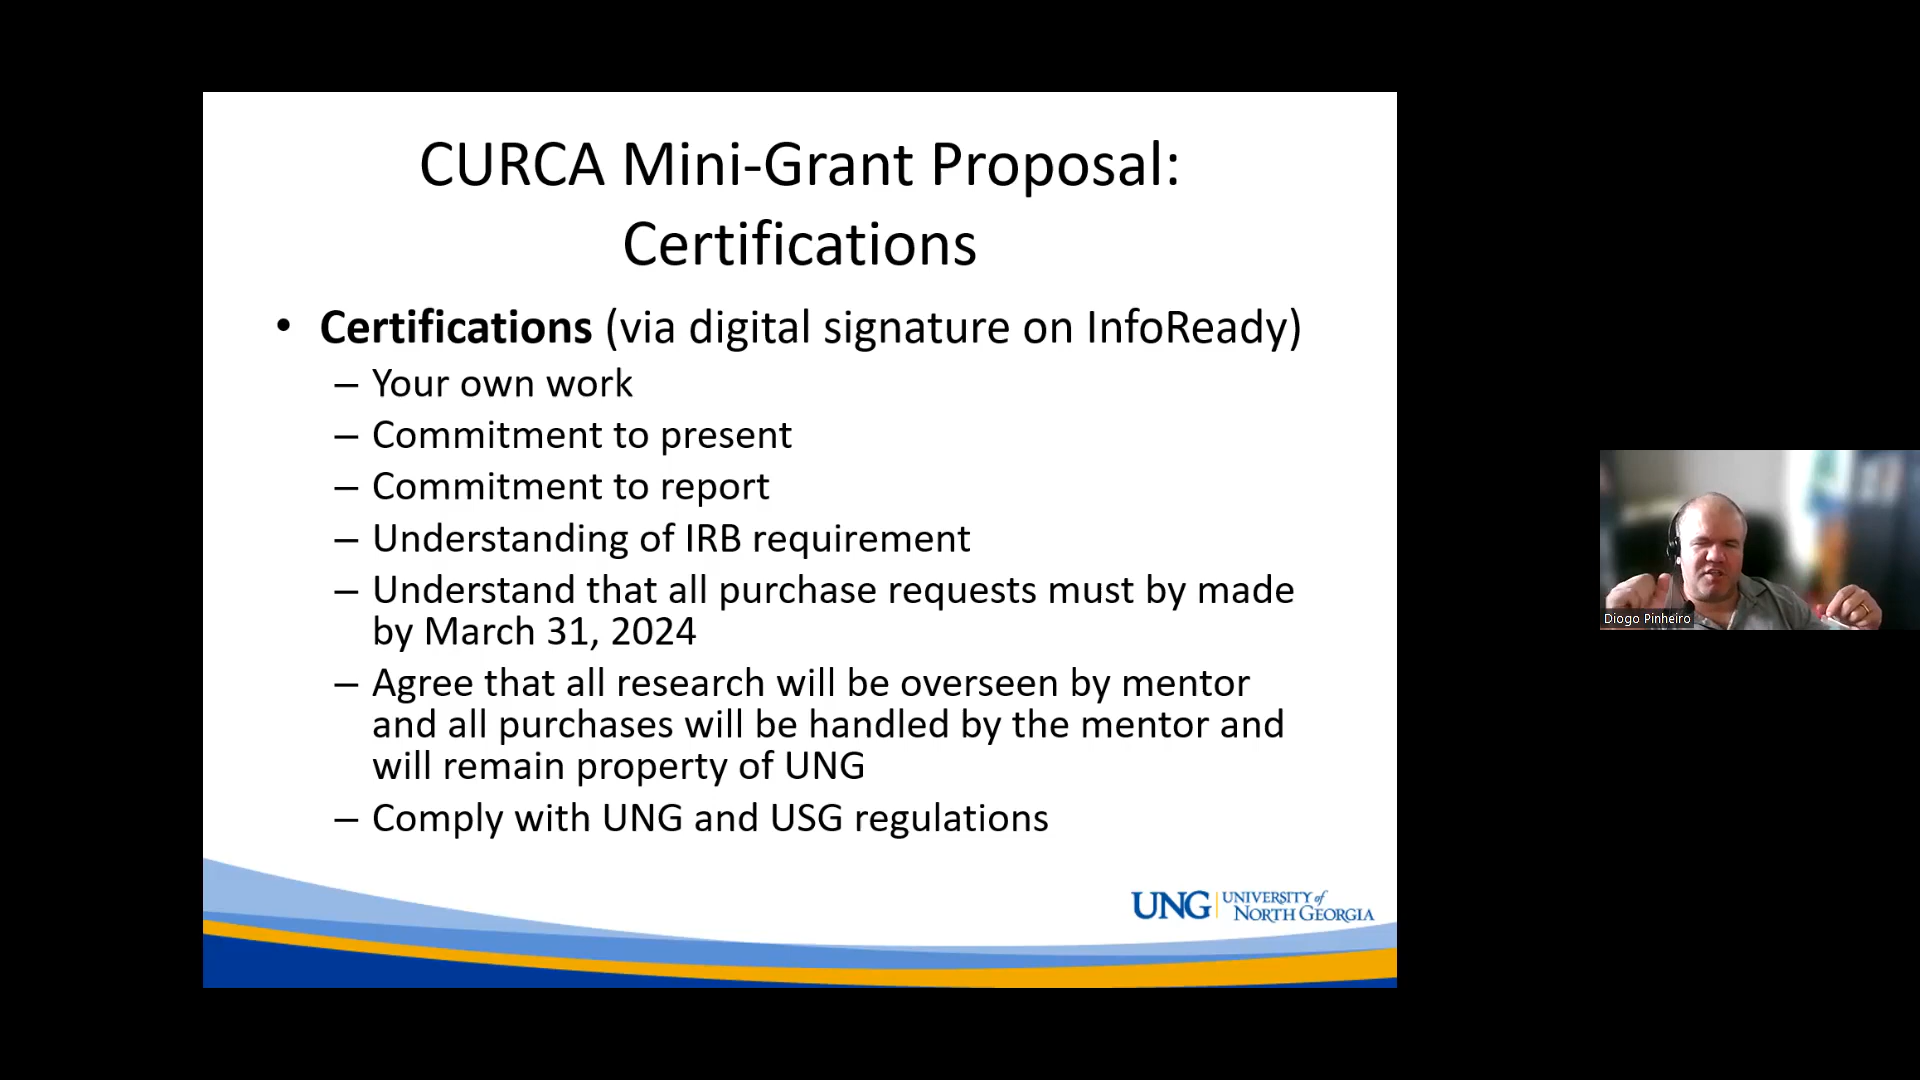 CURCA Mini-Grant Proposal:
Certifications
• Certifications (via digital signature on InfoReady)
– Your own work
– Commitment to present
– Commitment to report
– Understanding of IRB requirement
– Understand that all purchase requests must by made
by March 31, 2024
– Agree that all research will be overseen by mentor
and all purchases will be handled by the mentor and
will remain property of UNG
– Comply with UNG and USG regulations
UNG | UNIVERSITY of
NORTH GEORGIA
Diogo Pinheiro